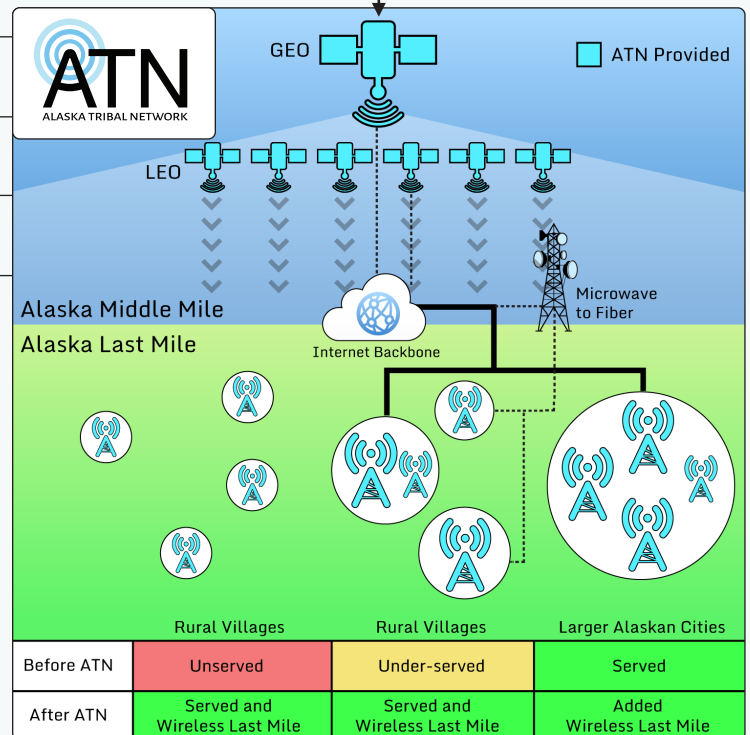 ATN
ALASKA TRIBAL NETWORK
GEO
ATN Provided
LEO
Alaska Middle Mile
Microwave
to Fiber
Alaska Last Mile
Internet Backbone
Rural Villages
Rural Villages
Larger Alaskan Cities
Before ATN
Unserved
Under-served
Served
After ATN
Served and
Wireless Last Mile
Served and
Wireless Last Mile
Added
Wireless Last Mile